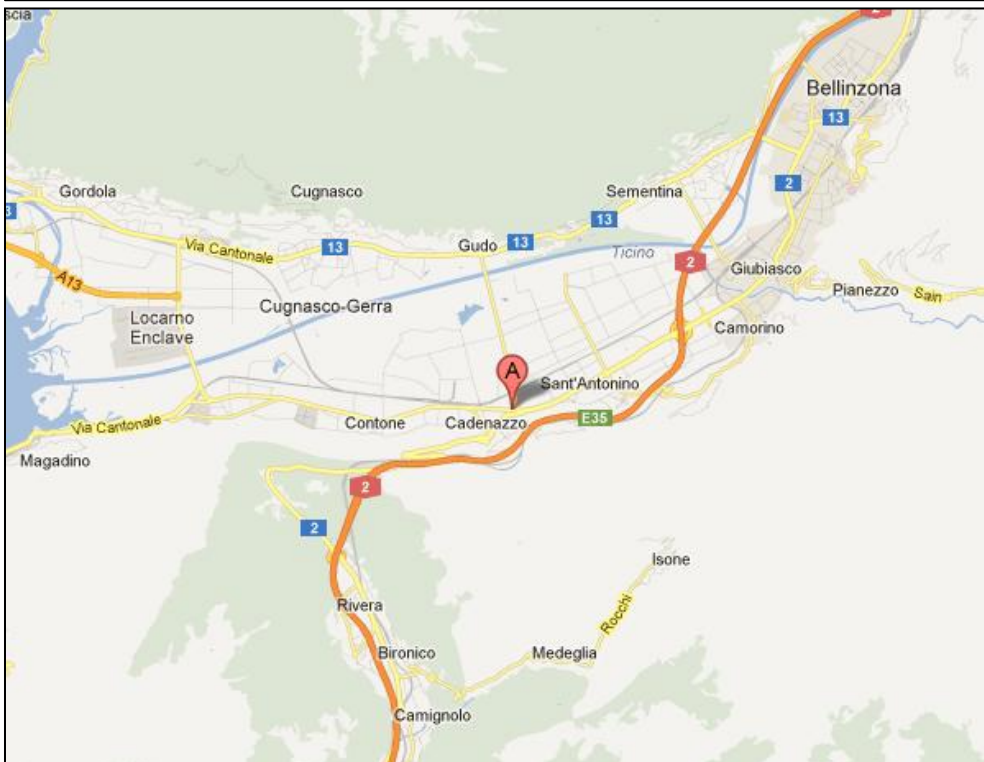 scia
2
Bellinzona
13
2
Gordola
Cugnasco
Sementina
3
13
13
13
Via Cantonale
Gudo
Ticino
2
Giubiasco
A13
Pianezzo
Sain
Cugnasco-Gerra
Locarno
Enclave
Camorino
A
Sant'Antonino
E35
Via Cantonale
Contone
Cadenazzo
Magadino
2
2
Isone
Rocchi
Rivera
Bironico
Medeglia
Camignolo